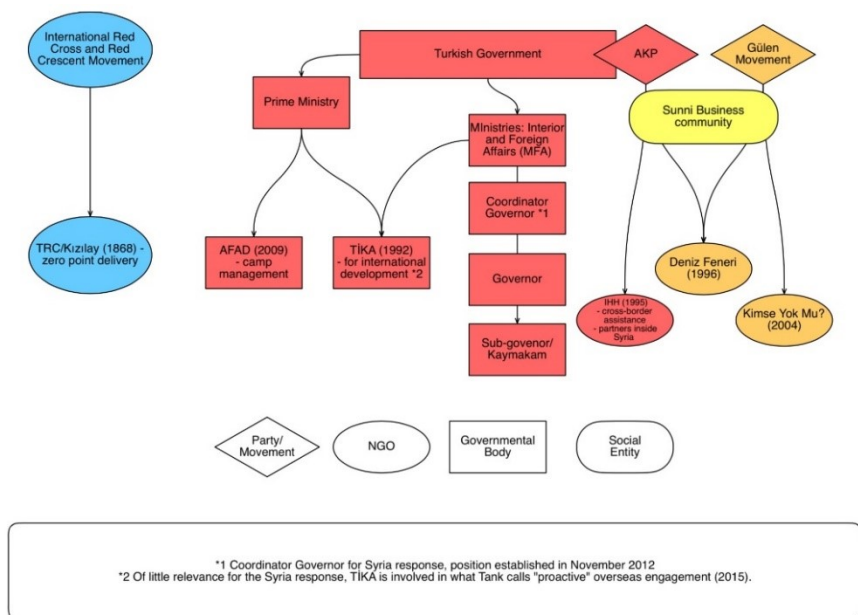 International Red
Cross and Red
Crescent Movement
Turkish Government
AKP
Gülen
Movement
Prime Ministry
Sunni Business
community
MInistries: Interior
and Foreign
Affairs (MFA)
Coordinator
Governor *1
TRC/Kızılay (1868) -
zero point delivery
AFAD (2009)
- camp
management
TİKA (1992)
- for international
development *2
Governor
Deniz Feneri
(1996)
IHH (1995)
- cross-border
assistance
- partners inside
Syria
Kimse Yok Mu?
(2004)
Sub-govenor/
Kaymakam
Party/
Movement
NGO
Governmental
Body
Social
Entity
*1 Coordinator Governor for Syria response, position established in November 2012
*2 Of little relevance for the Syria response, TİKA is involved in what Tank calls "proactive" overseas engagement (2015).